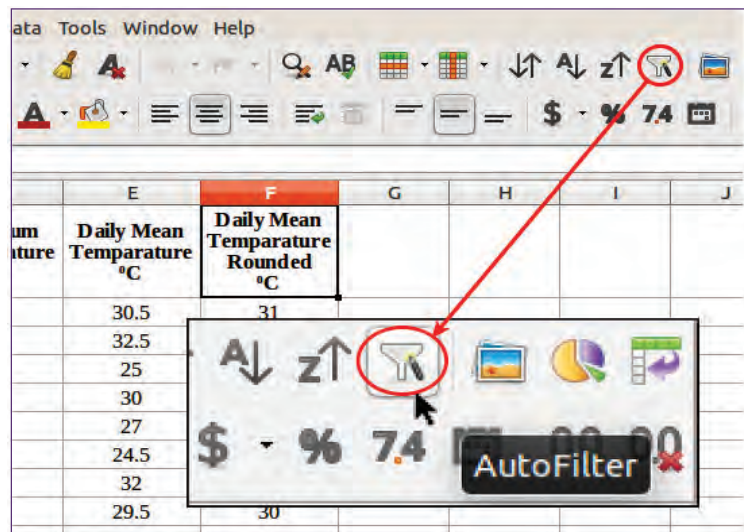 ata Tools Window Help
A A AB A Z
A $ % 7.4
E F G H I J
um
ature
Daily Mean
Temparature
⁰C
Daily Mean
Temparature
Rounded
⁰C
30.5 31
32.5
25
30
27
24.5
32
29.5 30
A Z
$ % 7.4
AutoFilter